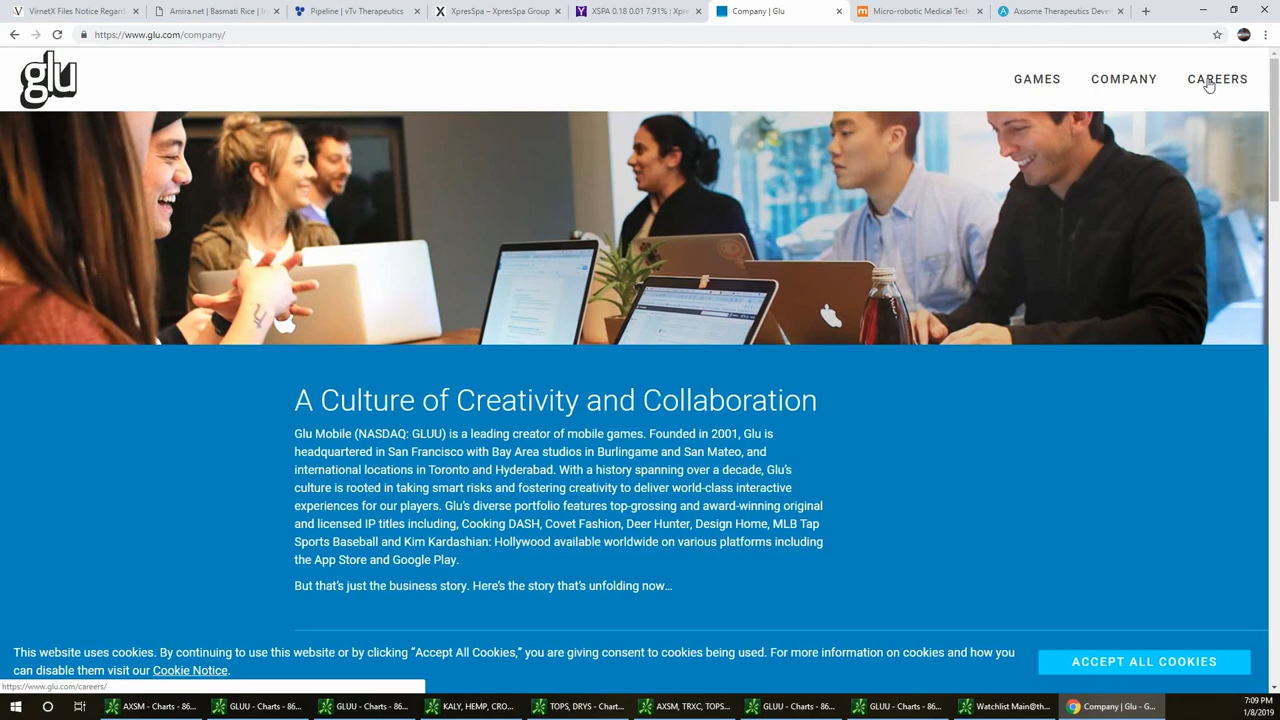 VirnetX Files Notice Regard
Amira.net | Basmati Rice | In
Pipeline | vTv Therapeutics
XpresSpa – XpresSpa Group
XSPA 0.18 0.01 7.91% : Xpre
Company | Glu
Micro-robotic Medical Tech
Axsome Therapeutics Devel
https://www.glu.com/company/
glu
GAMES
COMPANY
CAREERS
A Culture of Creativity and Collaboration
Glu Mobile (NASDAQ: GLUU) is a leading creator of mobile games. Founded in 2001, Glu is
headquartered in San Francisco with Bay Area studios in Burlingame and San Mateo, and
international locations in Toronto and Hyderabad. With a history spanning over a decade, Glu's
culture is rooted in taking smart risks and fostering creativity to deliver world-class interactive
experiences for our players. Glu's diverse portfolio features top-grossing and award-winning original
and licensed IP titles including, Cooking DASH, Covet Fashion, Deer Hunter, Design Home, MLB Tap
Sports Baseball and Kim Kardashian: Hollywood available worldwide on various platforms including
the App Store and Google Play.
But that's just the business story. Here's the story that's unfolding now...
This website uses cookies. By continuing to use this website or by clicking “Accept All Cookies,” you are giving consent to cookies being used. For more information on cookies and how you
can disable them visit our Cookie Notice.
ACCEPT ALL COOKIES
https://www.glu.com/careers/
AXSM - Charts - 86...
GLUU - Charts - 86...
GLUU - Charts - 86...
KALY, HEMP, CRO...
TOPS, DRYS - Chart...
AXSM, TRXC, TOPS...
GLUU - Charts - 86...
GLUU - Charts - 86...
Watchlist Main@th...
Company | Glu - G...
7:09 PM
1/8/2019